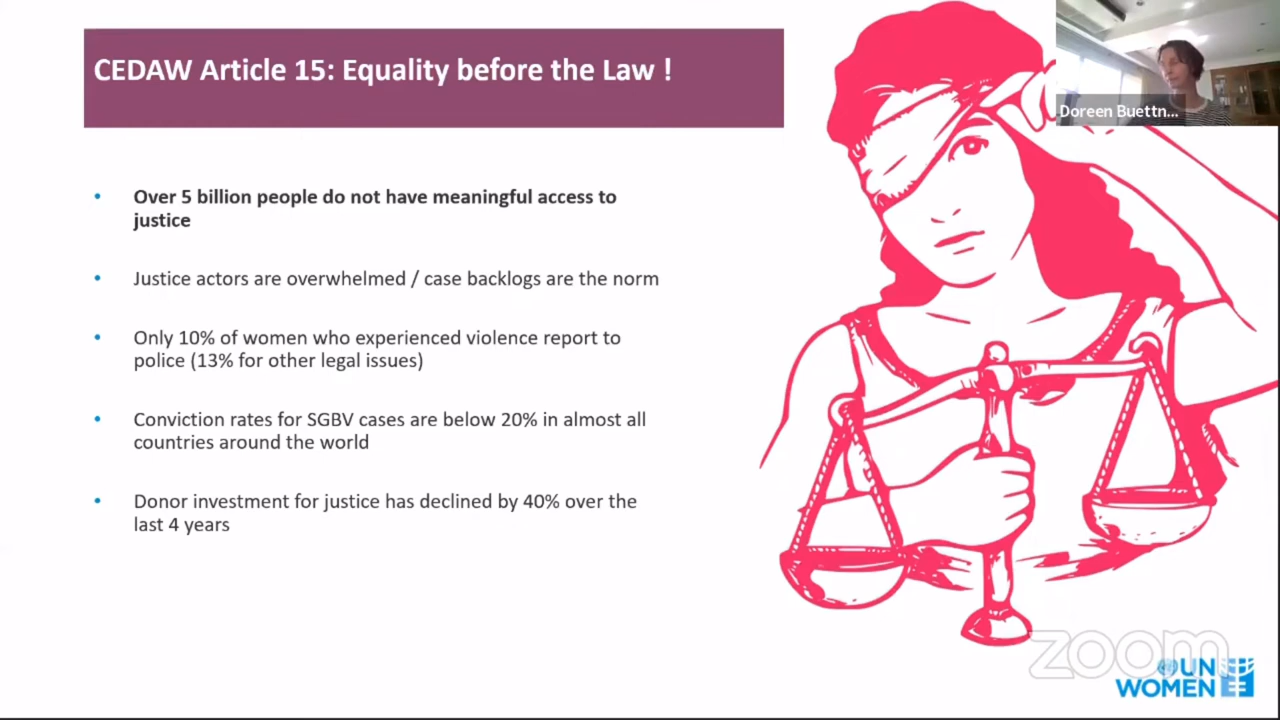 CEDAW Article 15: Equality before the Law !
Doreen Buettn...
• Over 5 billion people do not have meaningful access to
justice
• Justice actors are overwhelmed / case backlogs are the norm
• Only 10% of women who experienced violence report to
police (13% for other legal issues)
• Conviction rates for SGBV cases are below 20% in almost all
countries around the world
• Donor investment for justice has declined by 40% over the
last 4 years
zoom
UN
WOMEN